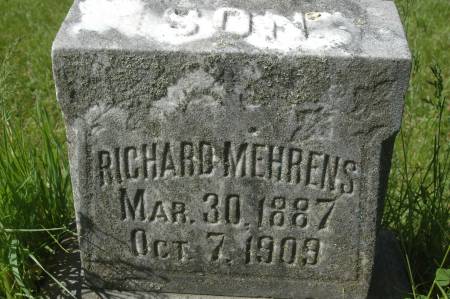 SON
RICHARD MEHRENS
MAR. 30, 1887
OCT. 7, 1909